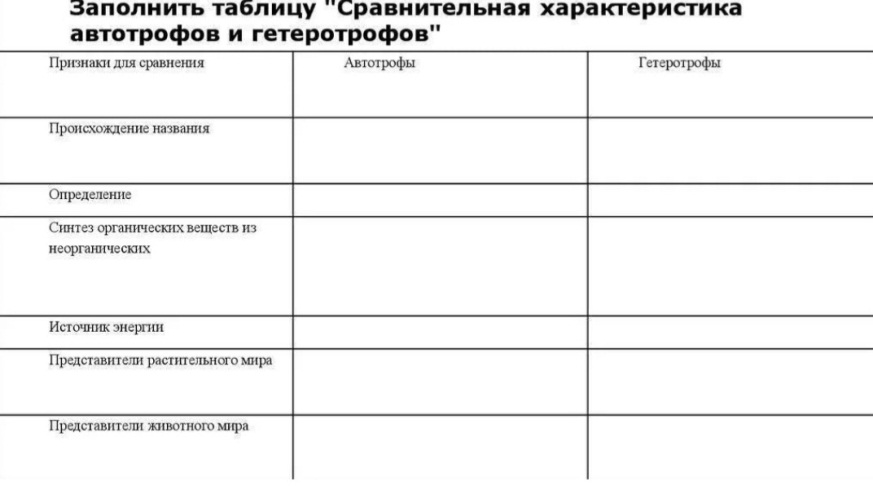 Заполнить таблицу "Сравнительная характеристика
автотрофов и гетеротрофов"
Признаки для сравнения Автотрофы Гетеротрофы
Происхождение названия
Определение
Синтез органических веществ из
неорганических
Источник энергии
Представители растительного мира
Представители животного мира